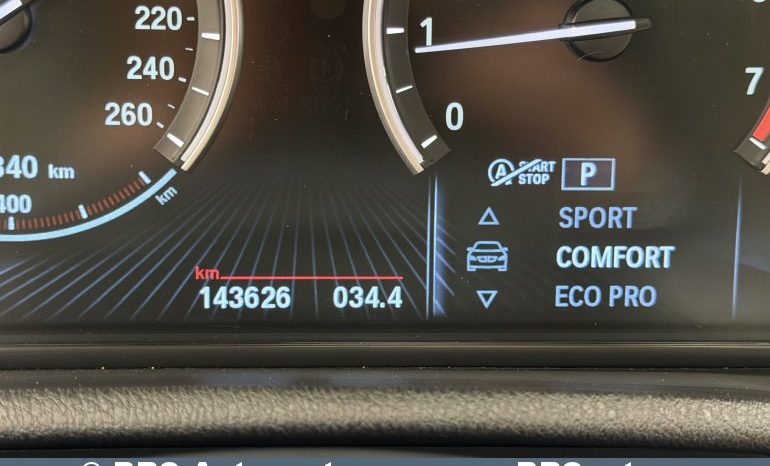 220
240
260
340 km
400
km
1
0
7
START
STOP
P
SPORT
COMFORT
ECO PRO
km
143626 034.4